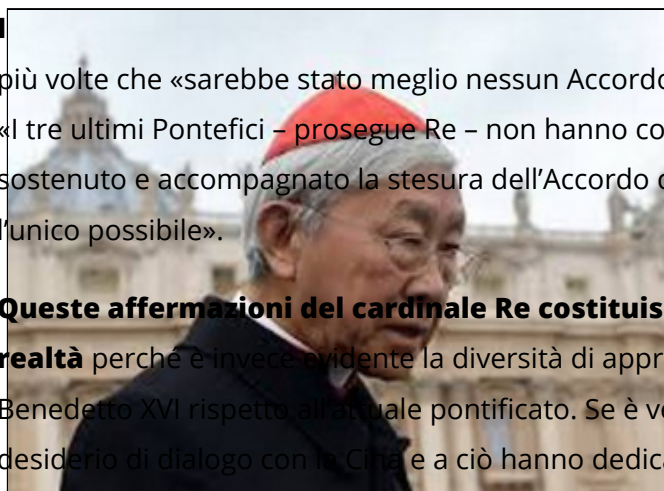 più volte che «sarebbe stato meglio nessun Accordo
«I tre ultimi Pontefici – prosegue Re – non hanno co
sostenuto e accompagnato la stesura dell'Accordo
l'unico possibile».
Queste affermazioni del cardinale Re costituis
realtà perché è invece evidente la diversità di appr
Benedetto XVI rispetto all'attuale pontificato. Se è ve
desiderio di dialogo con la Cina e a ciò hanno dedica